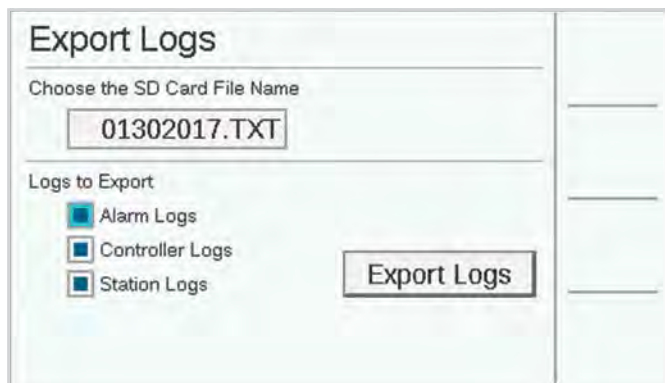 Export Logs
Choose the SD Card File Name
01302017.TXT
Logs to Export
Alarm Logs
Controller Logs
Station Logs
Export Logs